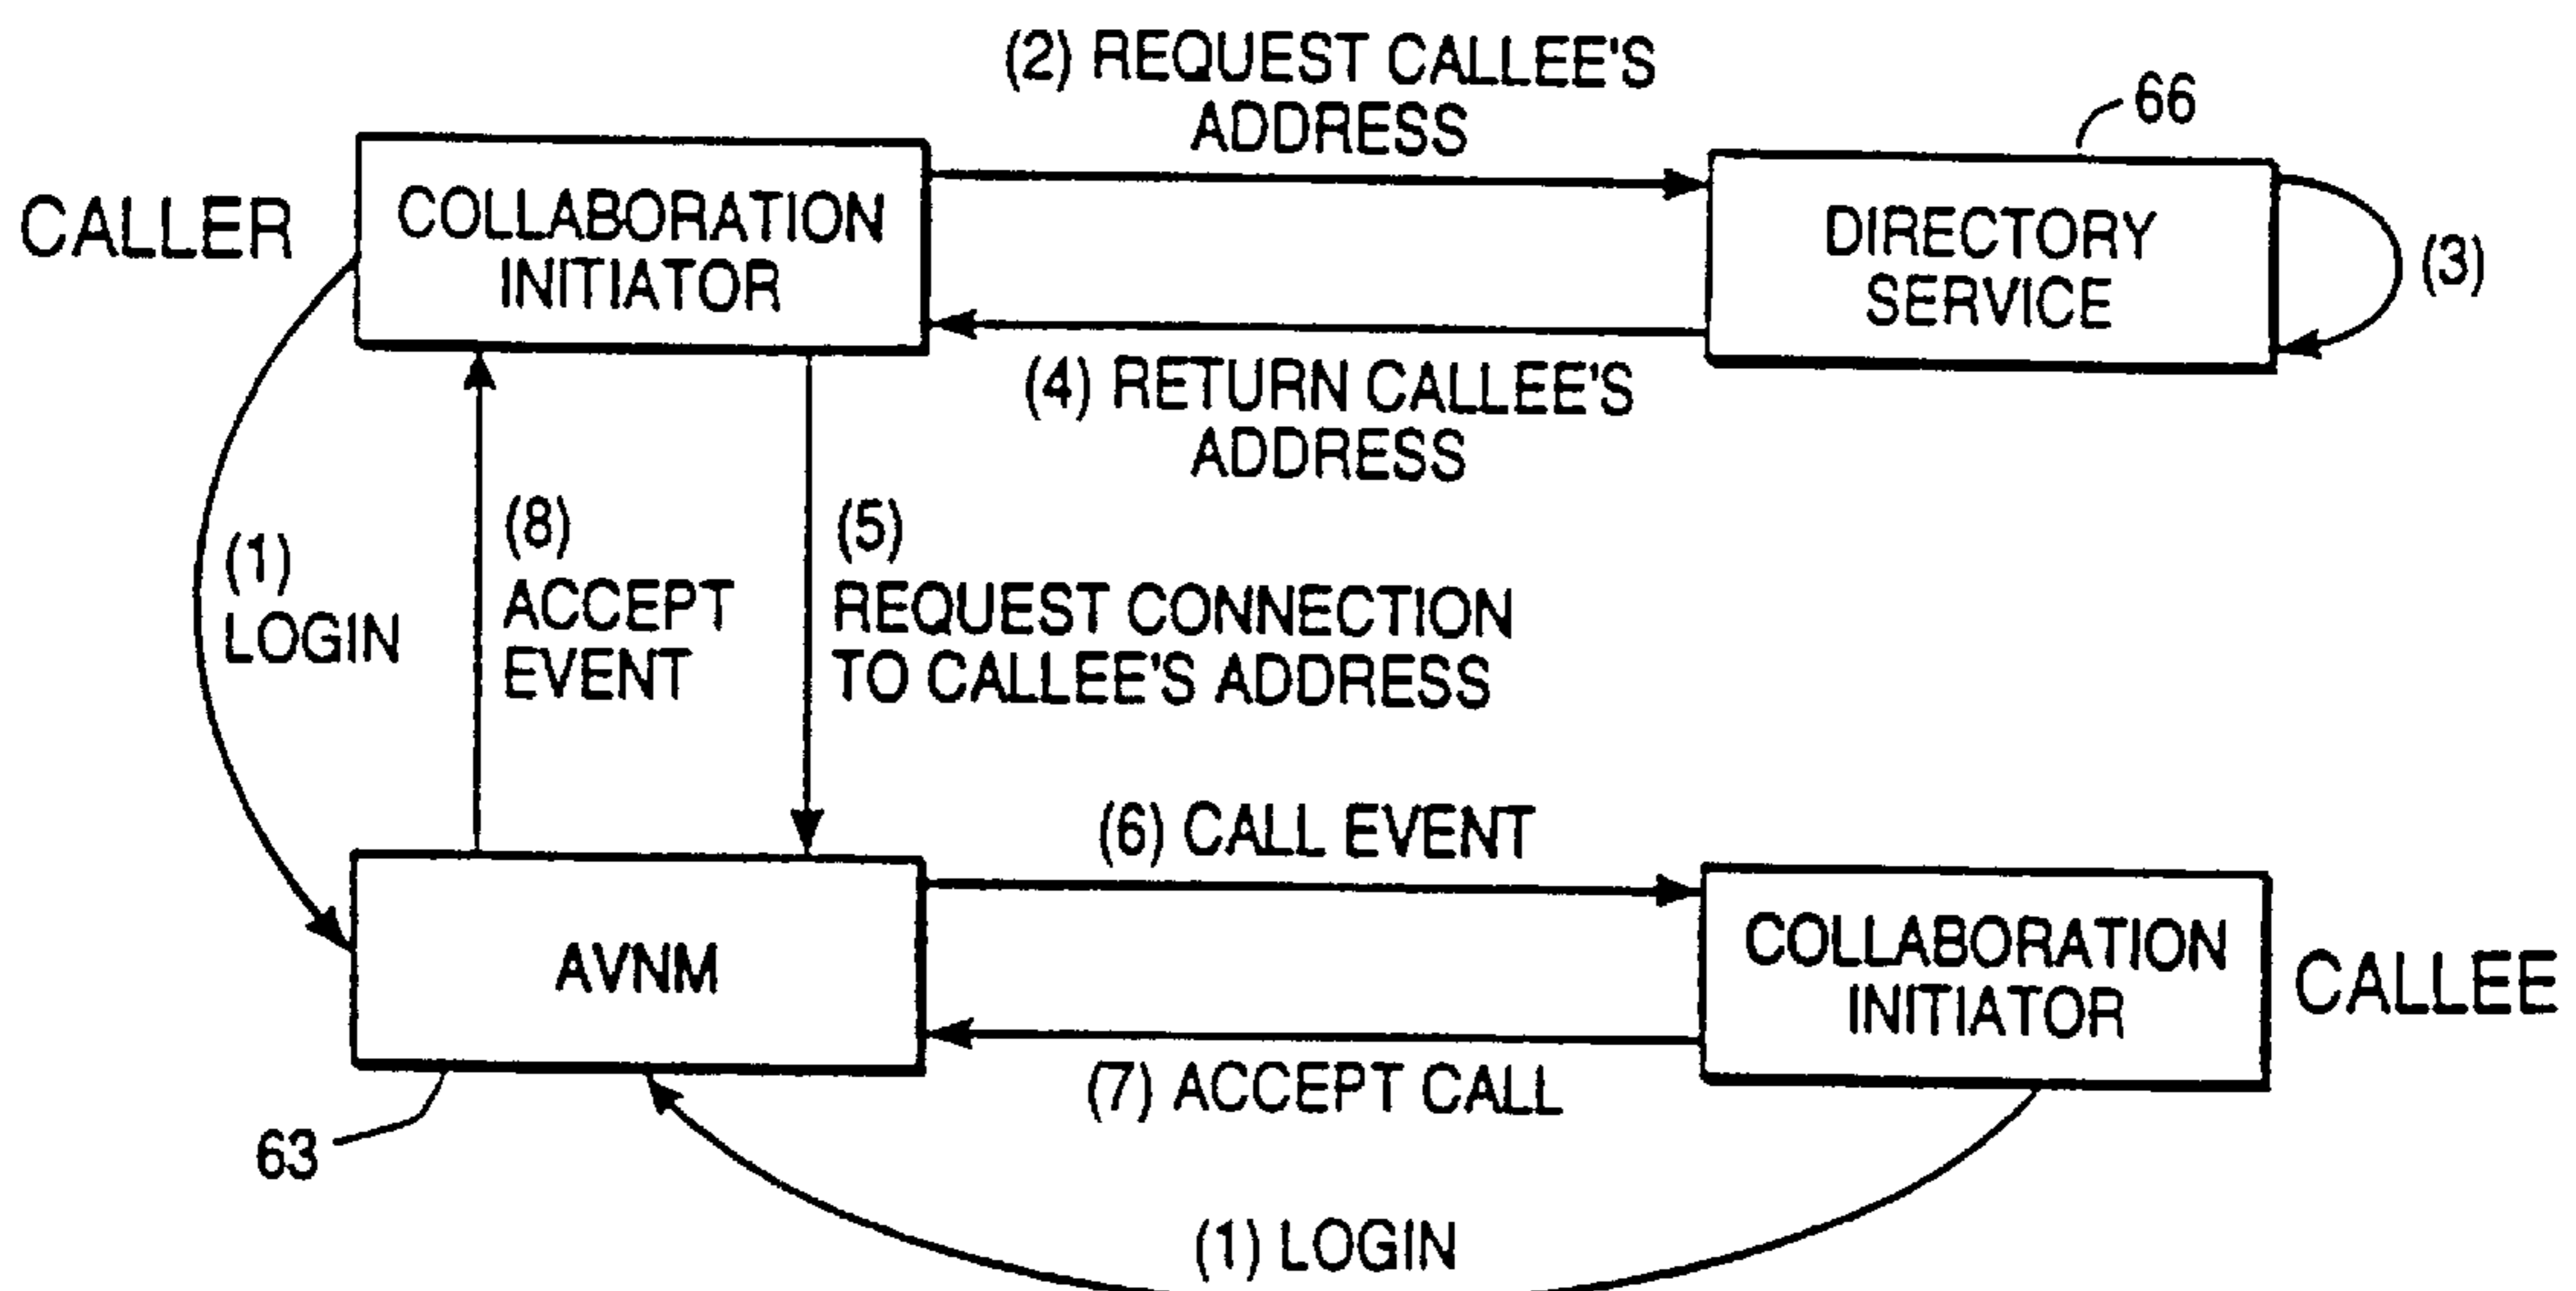 (2) REQUEST CALLEE'S
ADDRESS
66
CALLER
COLLABORATION
INITIATOR
DIRECTORY
SERVICE
(3)
(4) RETURN CALLEE'S
ADDRESS
(1)
LOGIN
(8)
ACCEPT
EVENT
(5)
REQUEST CONNECTION
TO CALLEE'S ADDRESS
(6) CALL EVENT
AVNM
COLLABORATION
INITIATOR
CALLEE
(7) ACCEPT CALL
63
(1) LOGIN